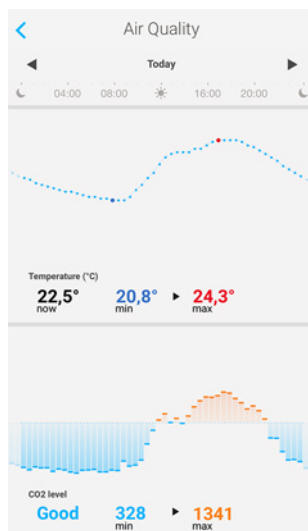 Air Quality
Today
04:00 08:00 16:00 20:00
Temperature (°C)
22,5° 20,8° 24,3°
now min max
CO2 level
Good 328 1341
min max